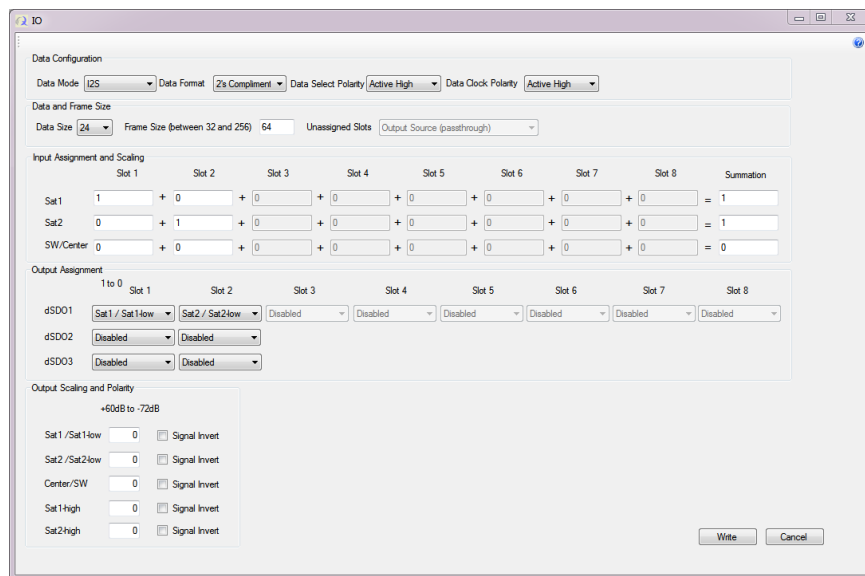 IO
Data Configuration
Data Mode I2S Data Format 2's Compliment Data Select Polarity Active High Data Clock Polarity Active High
Data and Frame Size
Data Size 24 Frame Size (between 32 and 256) 64 Unassigned Slots Output Source (passthrough)
Input Assignment and Scaling
Slot 1 Slot 2 Slot 3 Slot 4 Slot 5 Slot 6 Slot 7 Slot 8 Summation
Sat1 1 + 0 + 0 + 0 + 0 + 0 + 0 + 0 = 1
Sat2 0 + 1 + 0 + 0 + 0 + 0 + 0 + 0 = 1
SW/Center 0 + 0 + 0 + 0 + 0 + 0 + 0 + 0 = 0
Output Assignment
1 to 0
Slot 1 Slot 2 Slot 3 Slot 4 Slot 5 Slot 6 Slot 7 Slot 8
dSDO1 Sat1 / Sat1-low Sat2 / Sat2-low Disabled Disabled Disabled Disabled Disabled Disabled
dSDO2 Disabled Disabled
dSDO3 Disabled Disabled
Output Scaling and Polarity
+60dB to -72dB
Sat1 /Sat1-low 0 Signal Invert
Sat2 /Sat2-low 0 Signal Invert
Center/SW 0 Signal Invert
Sat1-high 0 Signal Invert
Sat2-high 0 Signal Invert
Write Cancel